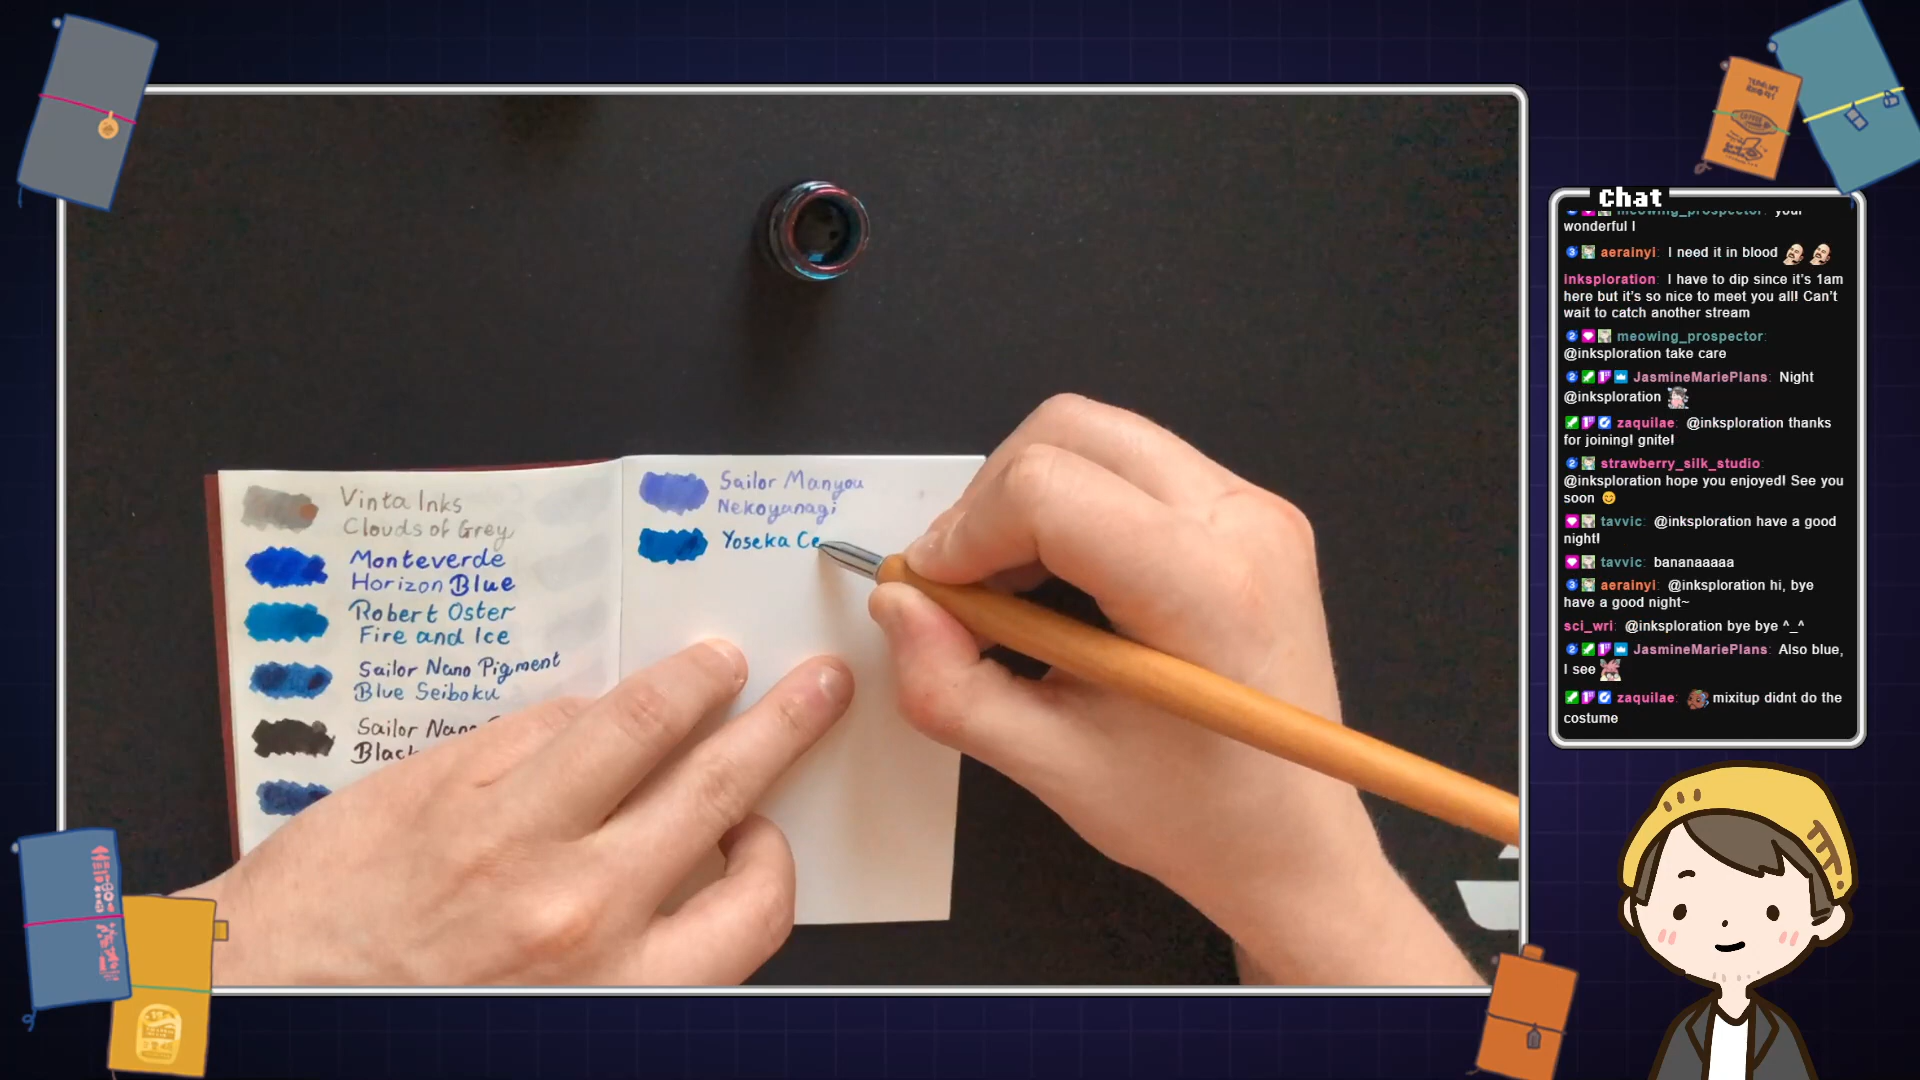 Vinta Inks
Clouds of Grey
Monteverde
Horizon Blue
Robert Oster
Fire and Ice
Sailor Nano Pigment
Blue Seiboku
Sailor Nano
Black
Sailor Manyou
Nekoyanagi
Yoseka Ce
chat
meowing_prospector: your
wonderful I
aerainyi: I need it in blood
inksploration: I have to dip since it's 1am
here but it's so nice to meet you all! Can't
wait to catch another stream
meowing_prospector:
@inksploration take care
JasmineMariePlans: Night
@inksploration
zaquilae: @inksploration thanks
for joining! gnite!
strawberry_silk_studio:
@inksploration hope you enjoyed! See you
soon
tavvic: @inksploration have a good
night!
tavvic: bananaaaaa
aerainyi: @inksploration hi, bye
have a good night~
sci_wri: @inksploration bye bye ^_^
JasmineMariePlans: Also blue,
I see
zaquilae: mixitup didnt do the
costume